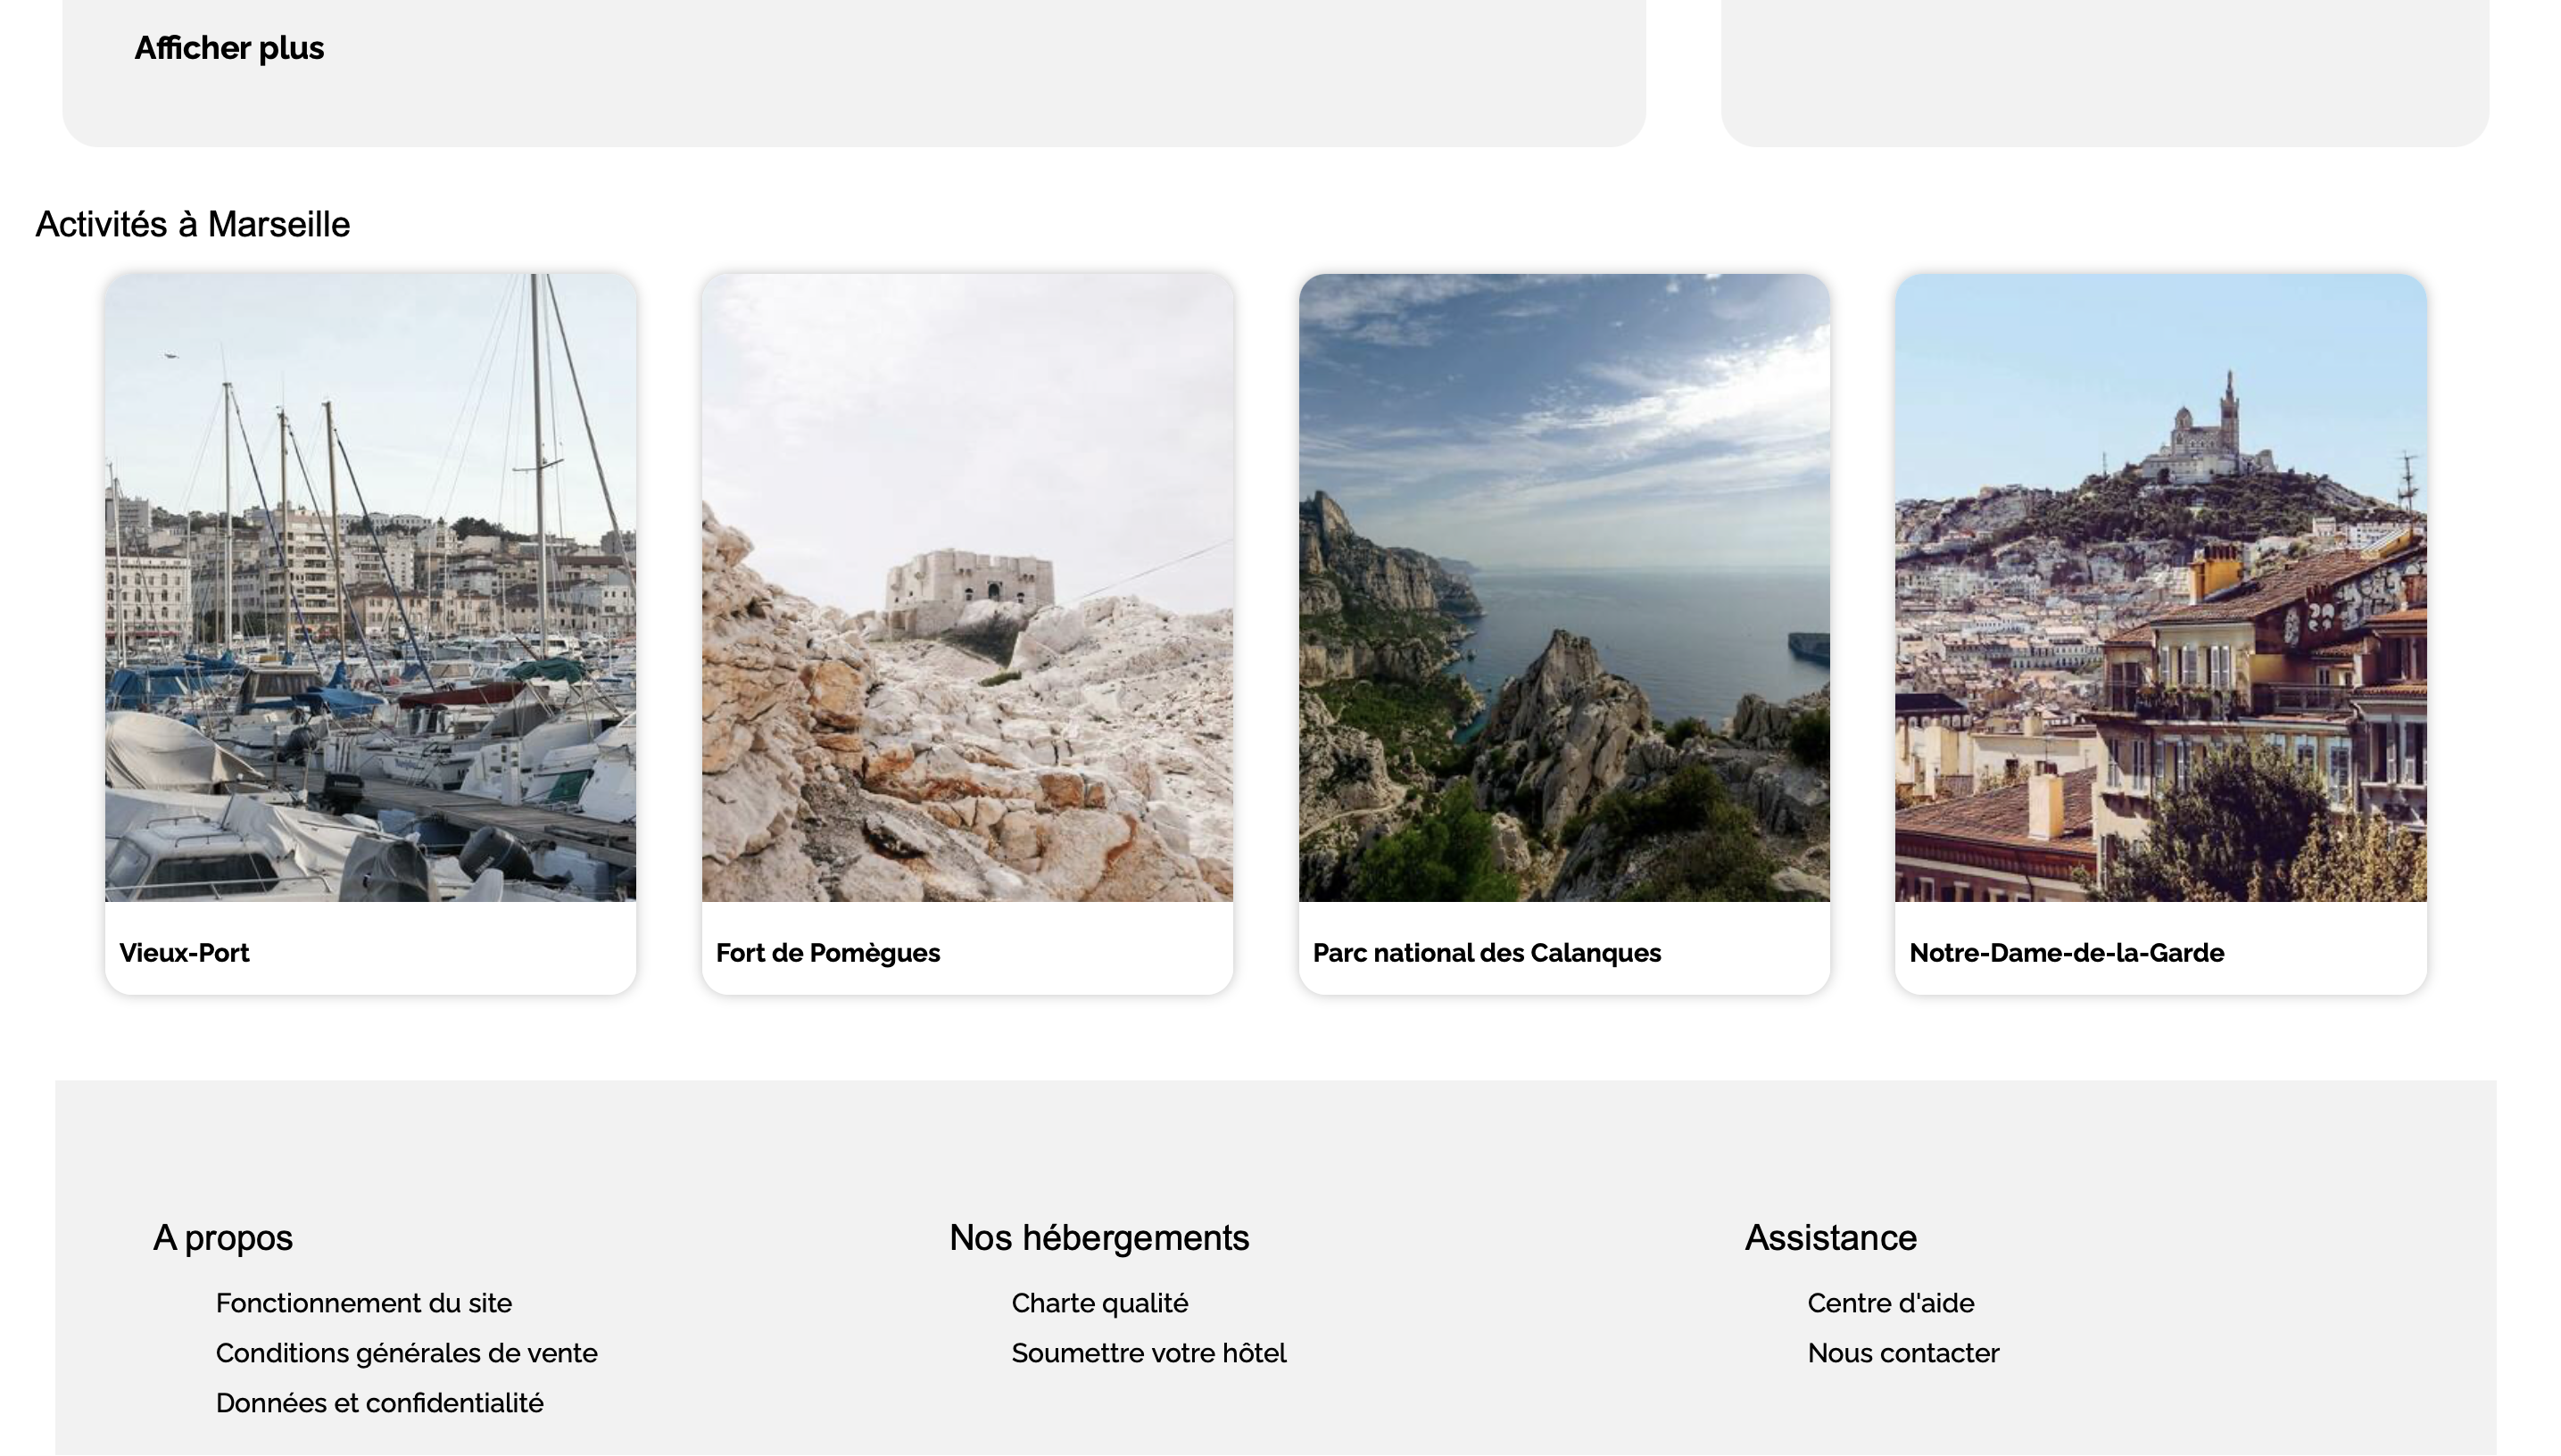 Afficher plus
Activités à Marseille
Vieux-Port
Fort de Pomègues
Parc national des Calanques
Notre-Dame-de-la-Garde
A propos
Fonctionnement du site
Conditions générales de vente
Données et confidentialité
Nos hébergements
Charte qualité
Soumettre votre hôtel
Assistance
Centre d'aide
Nous contacter